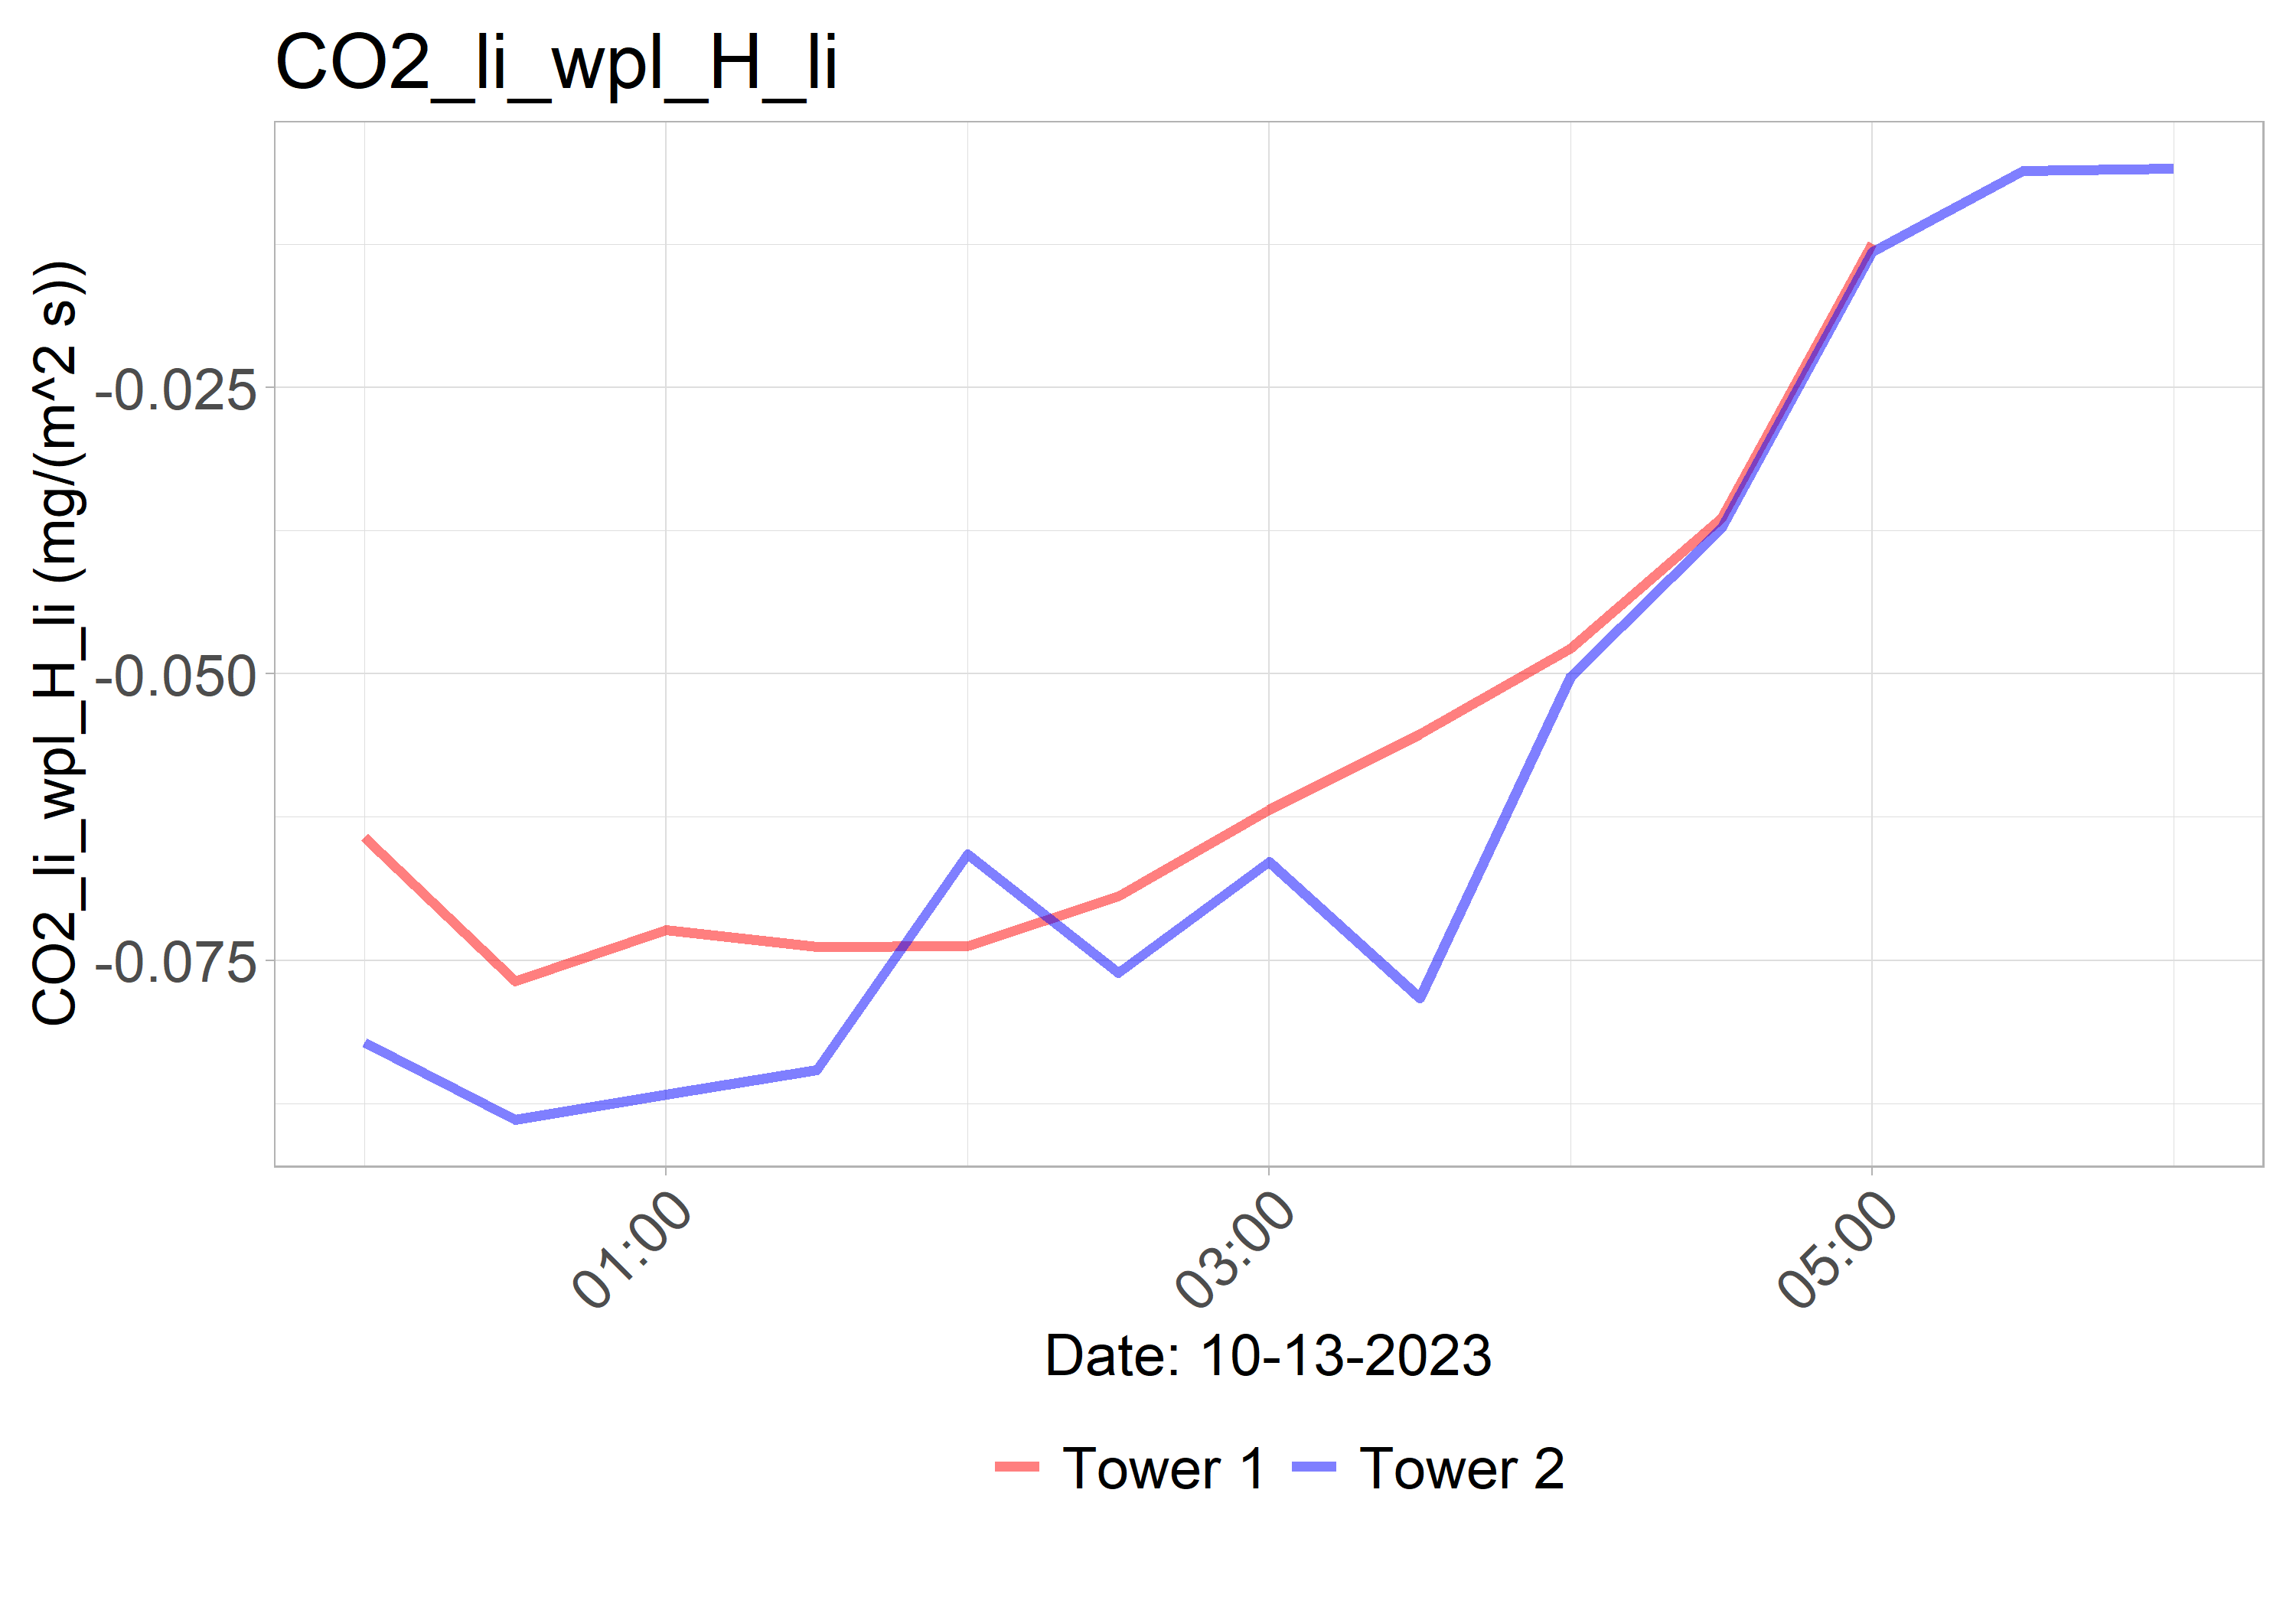 CO2_li_wpl_H_li
CO2_li_wpl_H_li (mg/(m^2 s))
-0.025
-0.050
-0.075
01:00
03:00
05:00
Date: 10-13-2023
Tower 1
Tower 2